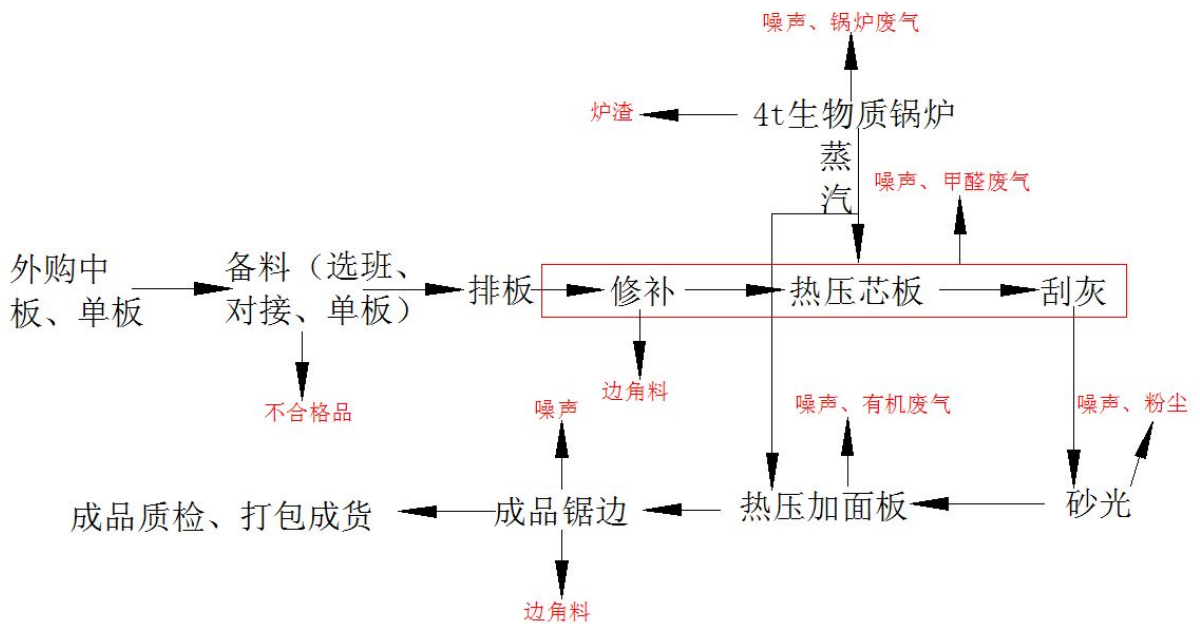 噪声、锅炉废气
炉渣
4t生物质锅炉
蒸
汽
噪声、甲醛废气
外购中
板、单板
备料（选班、
对接、单板）
排板
修补
热压芯板
刮灰
不合格品
边角料
噪声
噪声、有机废气
噪声、粉尘
成品质检、打包成货
成品锯边
热压加面板
砂光
边角料